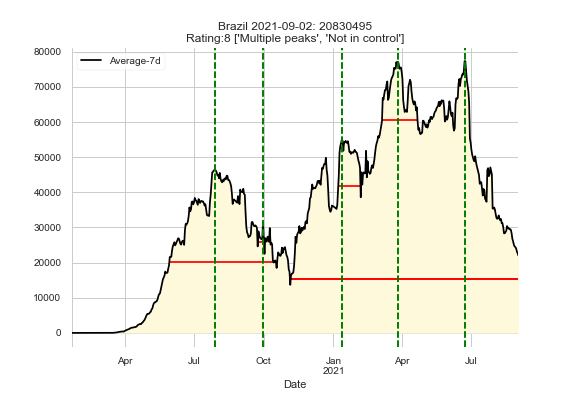 Brazil 2021-09-02: 20830495
Rating:8 ['Multiple peaks', 'Not in control']
80000
Average-7d
70000
60000
50000
40000
30000
20000
10000
0
Apr Jul Oct Jan Apr Jul
2021
Date